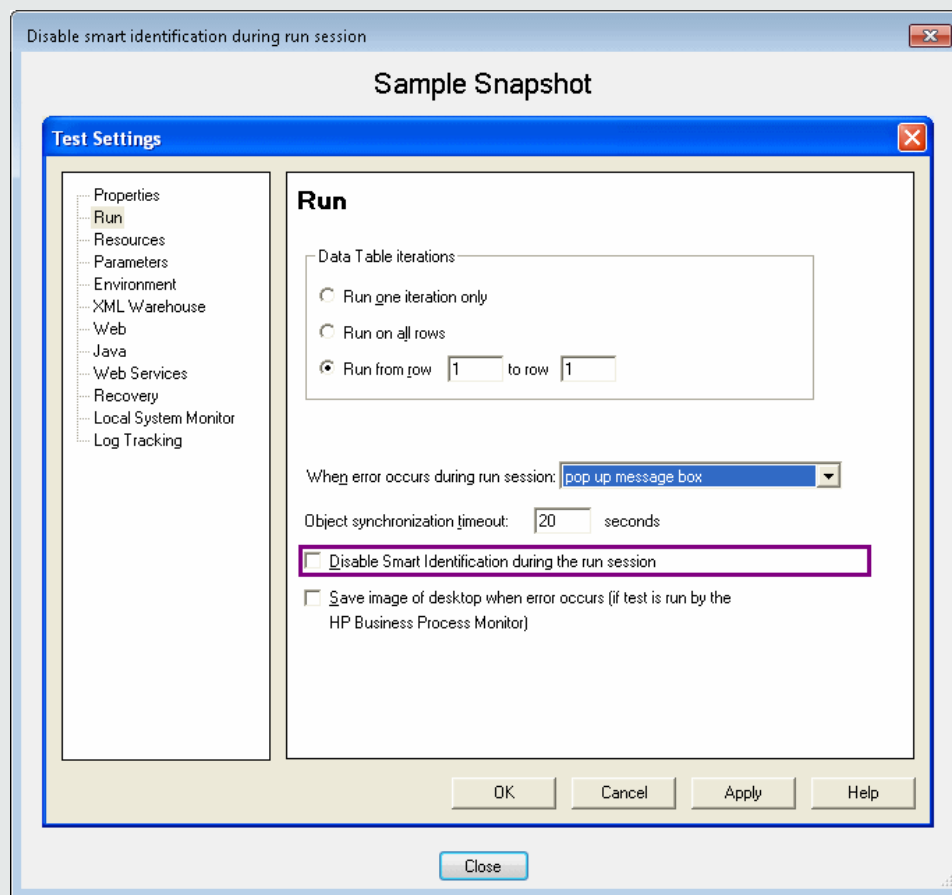 Disable smart identification during run session
Sample Snapshot
Test Settings
Properties
Run
Resources
Parameters
Environment
XML Warehouse
Web
Java
Web Services
Recovery
Local System Monitor
Log Tracking
Run
Data Table iterations
Run one iteration only
Run on all rows
Run from row 1 to row 1
When error occurs during run session: pop up message box
Object synchronization timeout: 20 seconds
Disable Smart Identification during the run session
Save image of desktop when error occurs (if test is run by the
HP Business Process Monitor)
OK Cancel Apply Help
Close